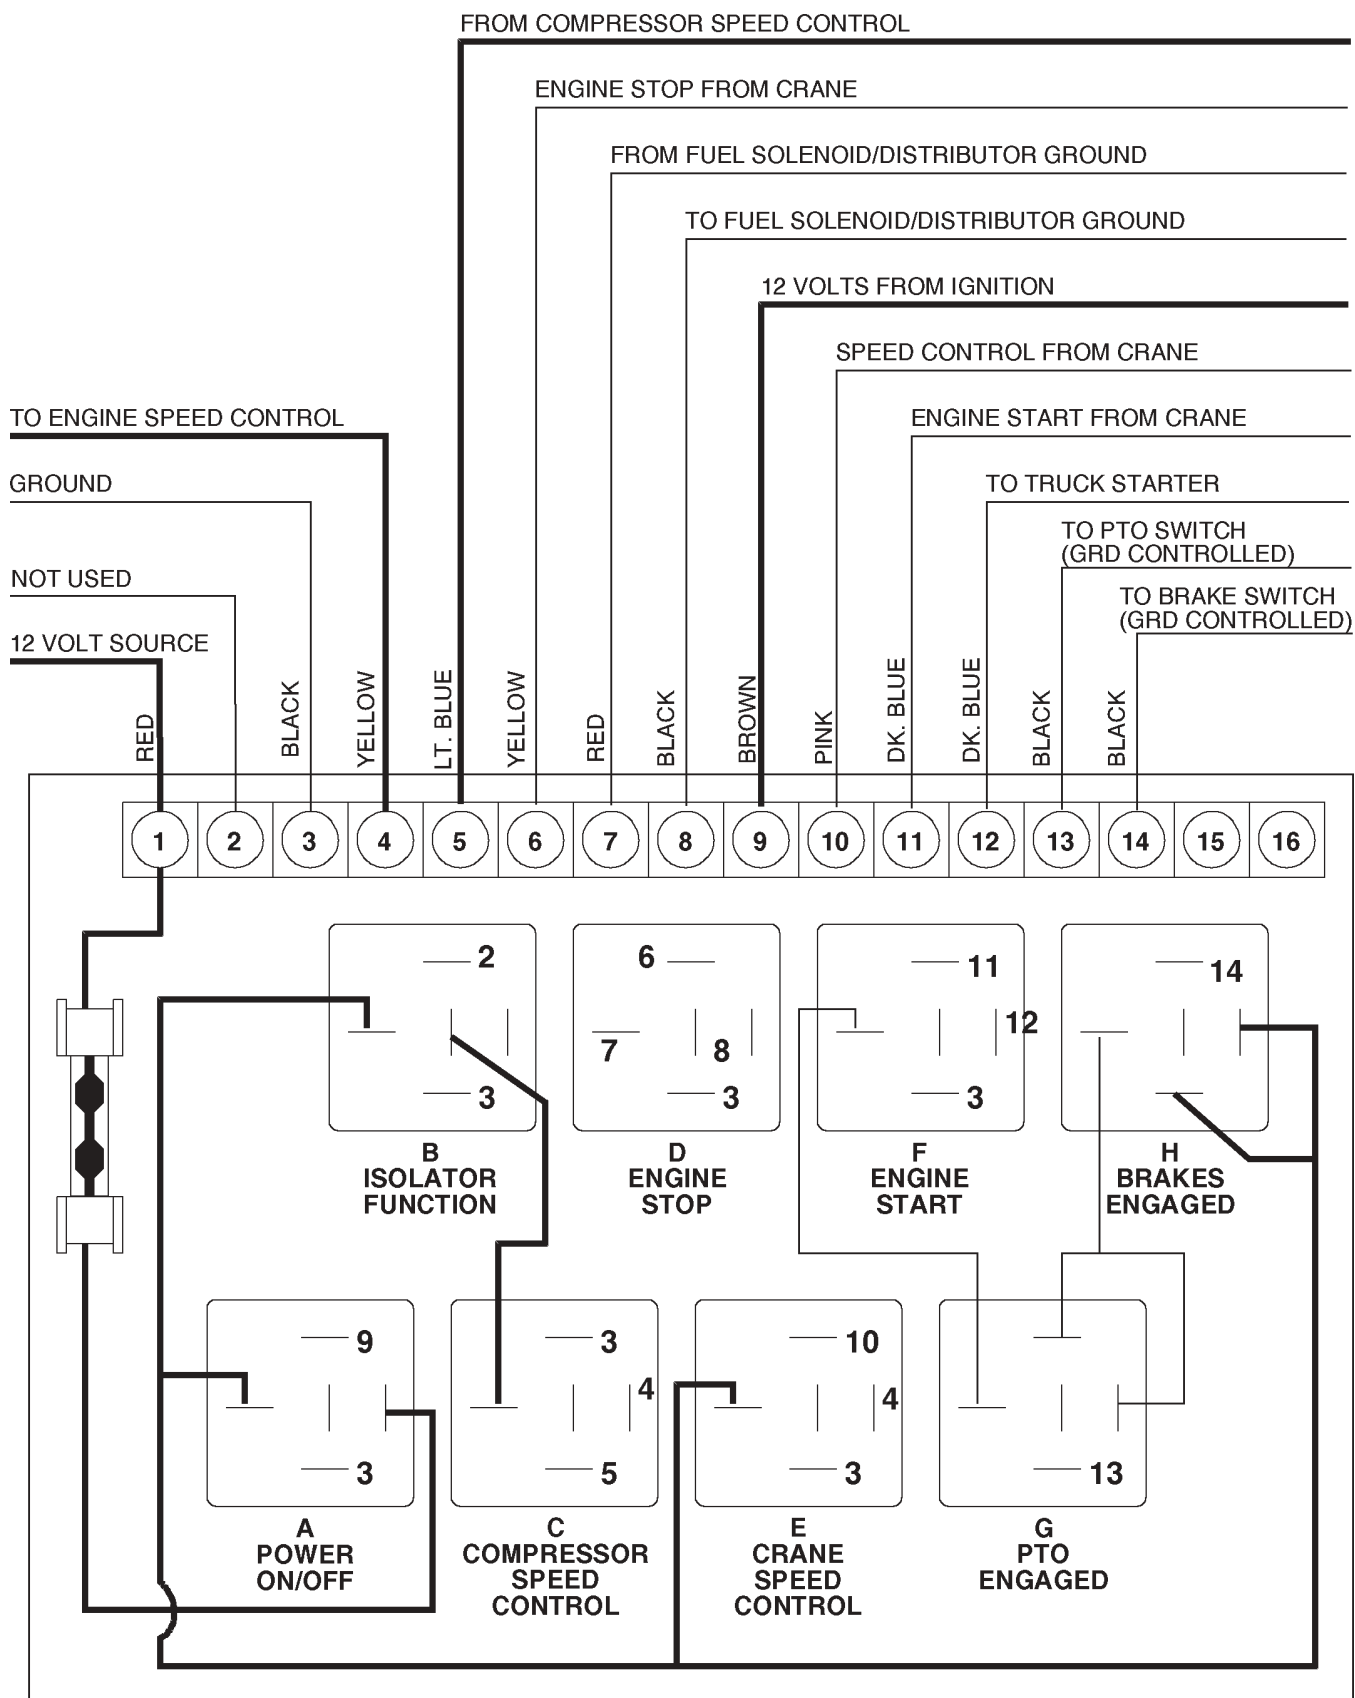 FROM COMPRESSOR SPEED CONTROL
ENGINE STOP FROM CRANE
FROM FUEL SOLENOID/DISTRIBUTOR GROUND
TO FUEL SOLENOID/DISTRIBUTOR GROUND
12 VOLTS FROM IGNITION
SPEED CONTROL FROM CRANE
TO ENGINE SPEED CONTROL
ENGINE START FROM CRANE
GROUND
TO TRUCK STARTER
TO PTO SWITCH
(GRD CONTROLLED)
NOT USED
TO BRAKE SWITCH
(GRD CONTROLLED)
12 VOLT SOURCE
RED
BLACK
YELLOW
LT. BLUE
YELLOW
RED
BLACK
BROWN
PINK
DK. BLUE
DK. BLUE
BLACK
BLACK
1 2 3 4 5 6 7 8 9 10 11 12 13 14 15 16
2
3
B
ISOLATOR
FUNCTION
6
7
8
3
D
ENGINE
STOP
11
12
3
F
ENGINE
START
14
H
BRAKES
ENGAGED
9
3
A
POWER
ON/OFF
3
4
5
C
COMPRESSOR
SPEED
CONTROL
10
4
3
E
CRANE
SPEED
CONTROL
13
G
PTO
ENGAGED